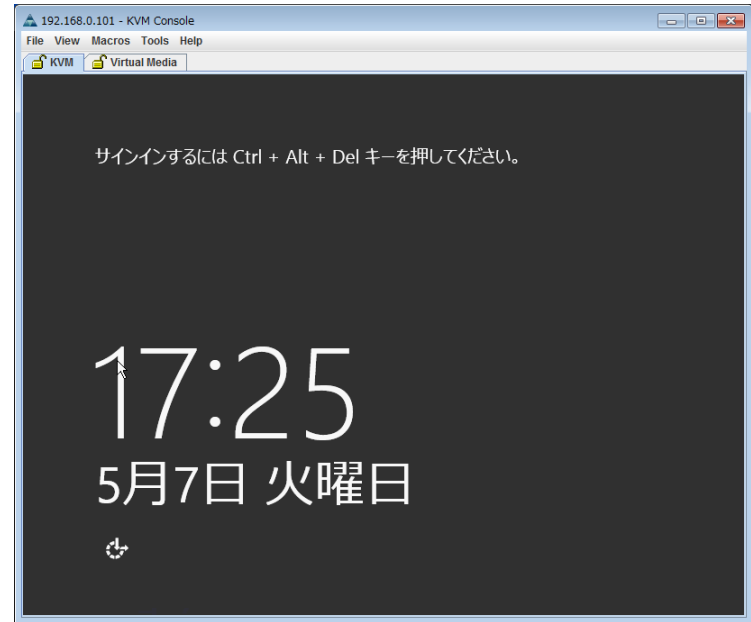 192.168.0.101 - KVM Console
File View Macros Tools Help
KVM Virtual Media
サインインするには Ctrl + Alt + Del キーを押してください。
17:25
5月7日 火曜日